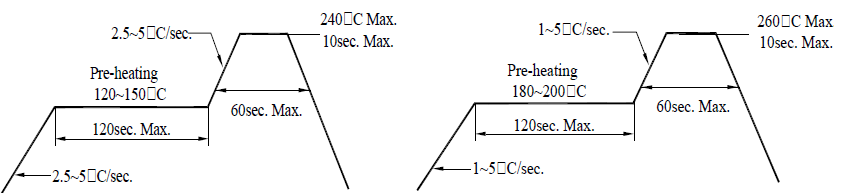 2.5~5□C/sec.
240□C Max.
10sec. Max.
Pre-heating
120~150□C
60sec. Max.
120sec. Max.
2.5~5□C/sec.
1~5□C/sec.
260□C Max
10sec. Max.
Pre-heating
180~200□C
60sec. Max.
120sec. Max.
1~5□C/sec.